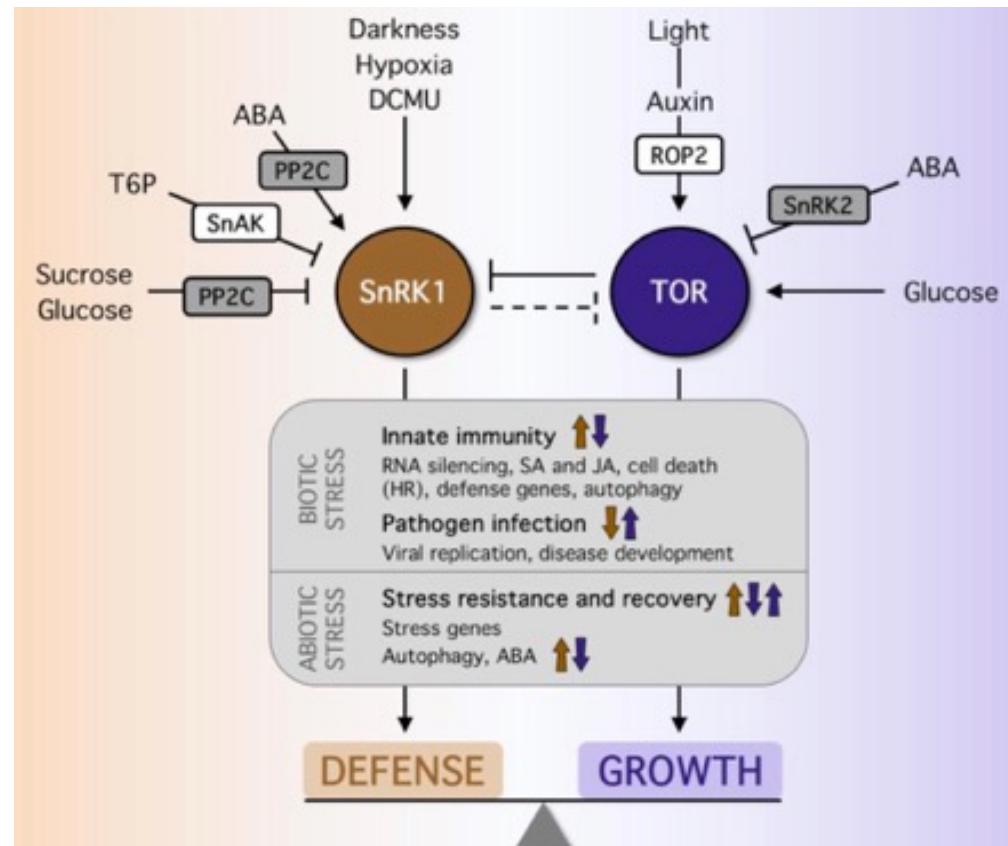 Darkness
Hypoxia
DCMU
Light
Auxin
ROP2
ABA
PP2C
T6P
SnAK
Sucrose
Glucose
PP2C
ABA
SnRK2
Glucose
SnRK1
TOR
BIOTIC
STRESS
Innate immunity
RNA silencing, SA and JA, cell death
(HR), defense genes, autophagy
Pathogen infection
Viral replication, disease development
ABIOTIC
STRESS
Stress resistance and recovery
Stress genes
Autophagy, ABA
DEFENSE
GROWTH